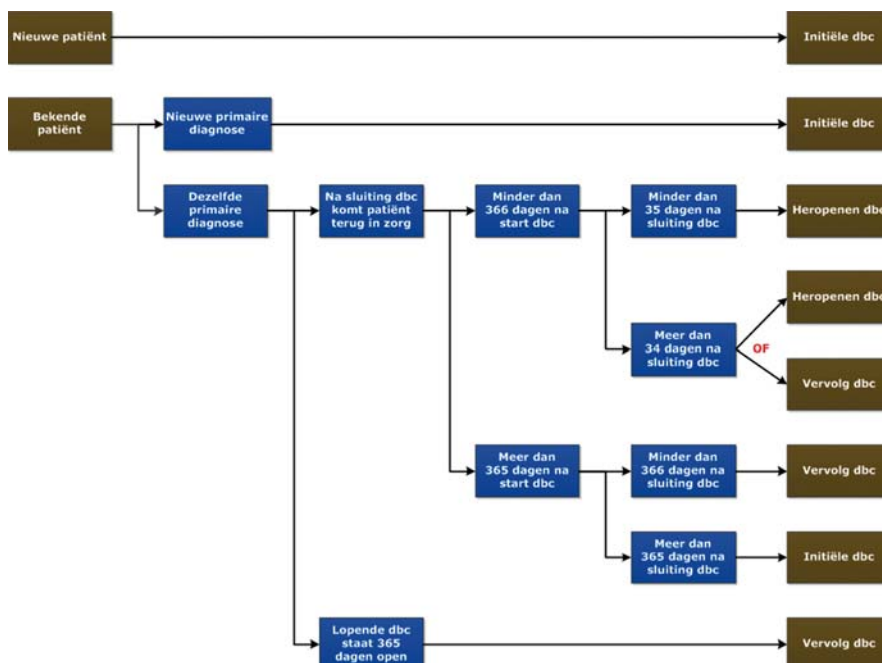 Nieuwe patiënt
Initiële dbc
Bekende
patiënt
Nieuwe primaire
diagnose
Initiële dbc
Dezelfde
primaire
diagnose
Na sluiting dbc
komt patiënt
terug in zorg
Minder dan
366 dagen na
start dbc
Minder dan
35 dagen na
sluiting dbc
Heropenen dbc
Heropenen dbc
Meer dan
34 dagen na
sluiting dbc
OF
Vervolg dbc
Meer dan
365 dagen na
start dbc
Minder dan
366 dagen na
sluiting dbc
Vervolg dbc
Meer dan
365 dagen na
sluiting dbc
Initiële dbc
Lopende dbc
staat 365
dagen open
Vervolg dbc